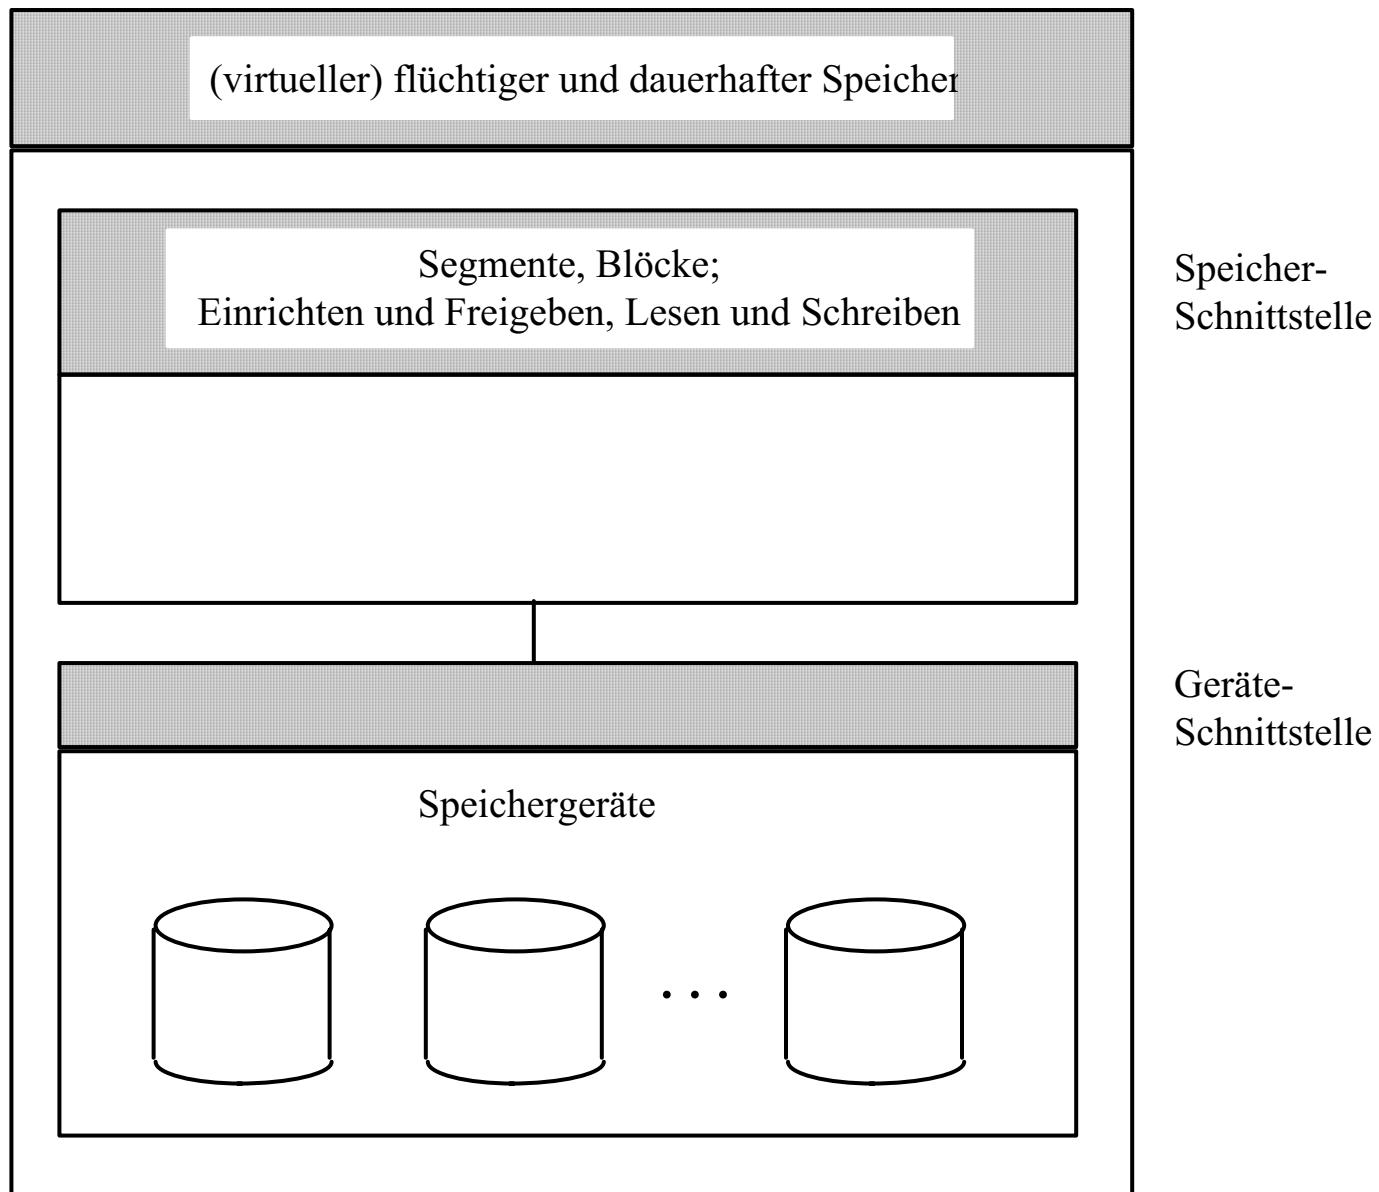 (virtueller) flüchtiger und dauerhafter Speicher
Segmente, Blöcke;
Einrichten und Freigeben, Lesen und Schreiben
Speicher-
Schnittstelle
Geräte-
Schnittstelle
Speichergeräte
. . .